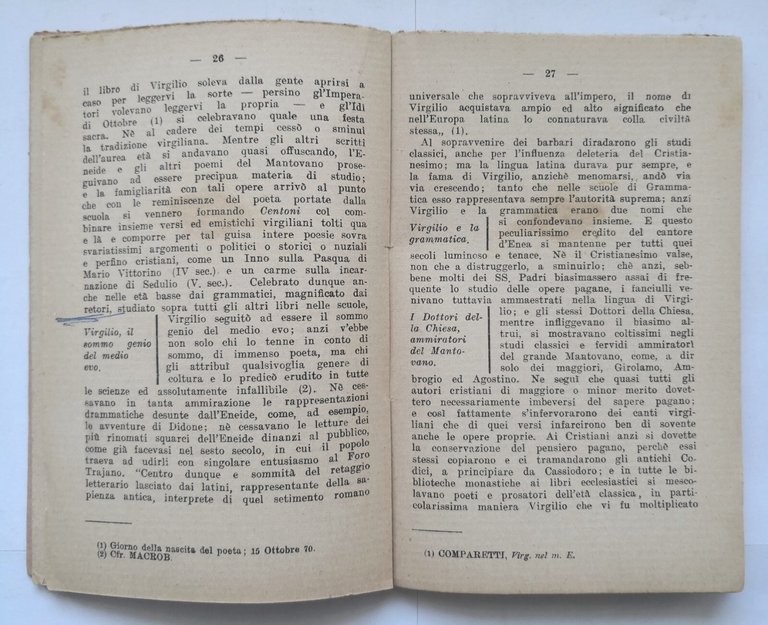 — 26 —
il libro di Virgilio soleva dalla gente aprirsi a
caso per leggervi la sorte — persino gl'Impera-
tori volevano leggervi la propria — e gl'Idi
di Ottobre (1) si celebravano quale una festa
sacra. Nè al cadere dei tempi cessò o sminuì
la tradizione virgiliana. Mentre gli altri scritti
dell'aurea età si andavano quasi offuscando, l'E-
neide e gli altri poemi del Mantovano prose-
guivano ad essere precipua materia di studio;
e la famigliarità con tali opere arrivò al punto
che con le reminiscenze del poeta portate dalla
scuola si vennero formando Centoni col com-
binare insieme versi ed emistichi virgiliani tolti qua
e là e comporre per tal guisa intere poesie sovra
svariatissimi argomenti o politici o storici o nuziali
e perfino cristiani, come un Inno sulla Pasqua di
Mario Vittorino (IV sec.) e un carme sulla incar-
nazione di Sedulio (V. sec.). Celebrato dunque an-
che nelle età basse dai grammatici, magnificato dai
retori, studiato sopra tutti gli altri libri nelle scuole,
Virgilio, il
sommo genio
del medio
evo.
Virgilio seguitò ad essere il sommo
genio del medio evo; anzi v'ebbe
non solo chi lo tenne in conto di
sommo, di immenso poeta, ma chi
gli attribuì qualsivoglia genere di
coltura e lo predicò erudito in tutte
le scienze ed assolutamente infallibile (2). Nè ces-
savano in tanta ammirazione le rappresentazioni
drammatiche desunte dall'Eneide, come, ad esempio,
le avventure di Didone; nè cessavano le letture dei
più rinomati squarci dell'Eneide dinanzi al pubblico,
come già facevasi nel sesto secolo, in cui il popolo
traeva ad udirli con singolare entusiasmo al Foro
Trajano. "Centro dunque e sommità del retaggio
letterario lasciato dai latini, rappresentante della sa-
pienza antica, interprete di quel setimento romano
(1) Giorno della nascita del poeta; 15 Ottobre 70.
(2) Cfr. MACROB.
— 27 —
universale che sopravviveva all'impero, il nome di
Virgilio acquistava ampio ed alto significato che
nell'Europa latina lo connaturava colla civiltà
stessa„ (1).
Al sopravvenire dei barbari diradarono gli studi
classici, anche per l'influenza deleteria del Cristia-
nesimo; ma la lingua latina durava pur sempre, e
la fama di Virgilio, anzichè menomarsi, andò via
via crescendo; tanto che nelle scuole di Gramma-
tica esso rappresentava sempre l'autorità suprema; anzi
Virgilio e la
grammatica.
Virgilio e la grammatica erano due nomi che
si confondevano insieme. E questo
peculiarissimo credito del cantore
d'Enea si mantenne per tutti quei
secoli luminoso e tenace. Nè il Cristianesimo valse,
non che a distruggerlo, a sminuirlo; chè anzi, seb-
bene molti dei SS. Padri biasimassero assai di fre-
quente lo studio delle opere pagane, i fanciulli ve-
nivano tuttavia ammaestrati nella lingua di Virgi-
I Dottori del-
la Chiesa,
ammiratori
del Manto-
vano.
lio; e gli stessi Dottori della Chiesa,
mentre infliggevano il biasimo al-
trui, si mostravano coltissimi negli
studi classici e fervidi ammiratori
del grande Mantovano, come, a dir
solo dei maggiori, Girolamo, Am-
brogio ed Agostino. Ne seguì che quasi tutti gli
autori cristiani di maggiore o minor merito dovet-
tero necessariamente imbeversi del sapere pagano;
e così fattamente s'infervorarono dei canti virgi-
liani che di quei versi infarcirono ben di sovente
anche le opere proprie. Ai Cristiani anzi si dovette
la conservazione del pensiero pagano, perchè essi
stessi copiarono e ci tramandarono gli antichi Co-
dici, a principiare da Cassiodoro; e in tutte le bi-
blioteche monastiche ai libri ecclesiastici si mesco-
lavano poeti e prosatori dell'età classica, in parti-
colarissima maniera Virgilio che vi fu moltiplicato
(1) COMPARETTI, Virg. nel m. E.